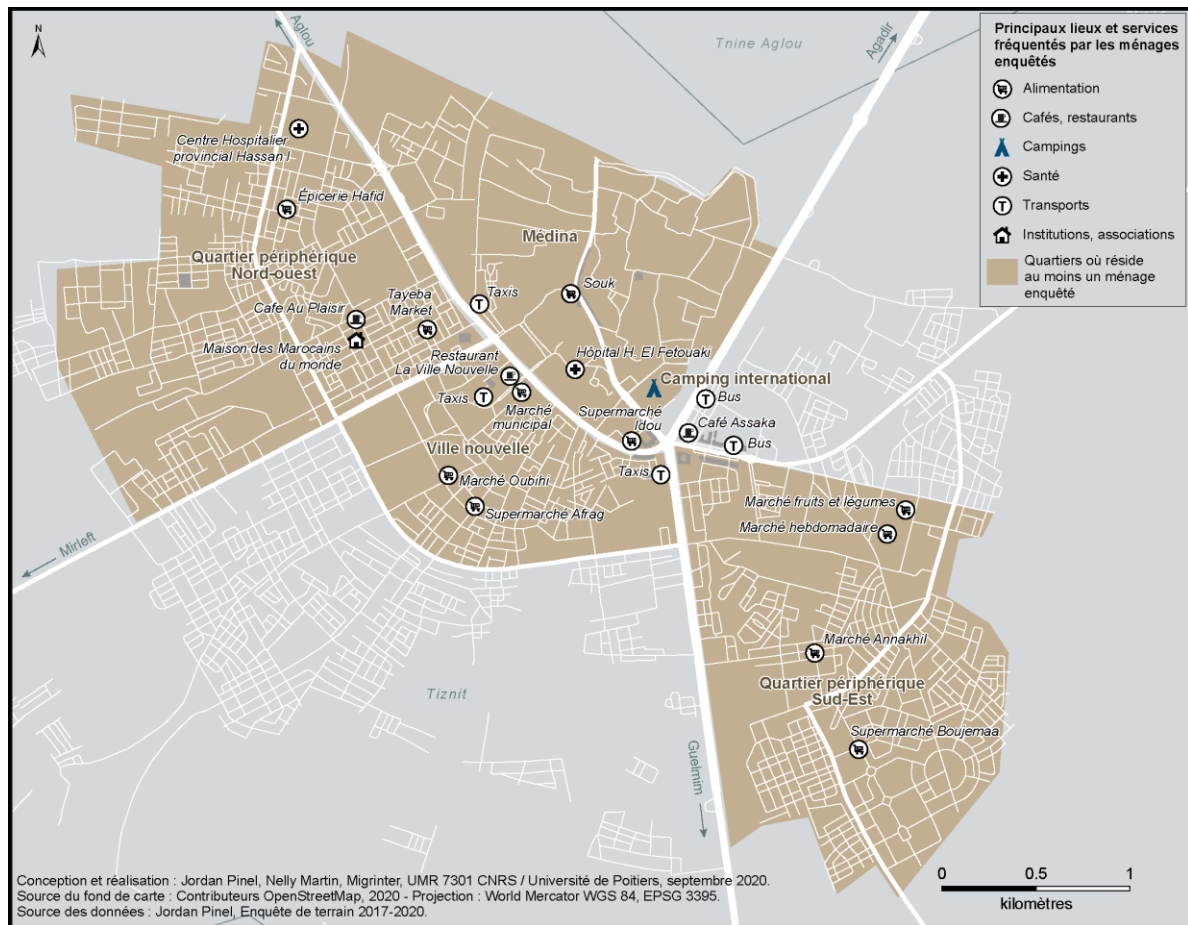 N
Aglou
Tnine Aglou
Agadir
Principaux lieux et services
fréquentés par les ménages
enquêtés
Alimentation
Cafés, restaurants
Campings
Santé
T
Transports
Institutions, associations
Quartiers où réside
au moins un ménage
enquêté
Centre Hospitalier
provincial Hassan I
Épicerie Hafid
Quartier périphérique
Nord-ouest
Médina
Souk
Cafe Au Plaisir
Tayeba
Market
T
Taxis
Maison des Marocains
du monde
Restaurant
La Ville Nouvelle
Hôpital H. El Fetouaki
Camping international
Taxis
T
Marché
municipal
Supermarché
Idou
T
Bus
Café Assaka
T
Bus
Ville nouvelle
Marché Oubihi
Taxis
T
Supermarché Afrag
Marché fruits et légumes
Marché hebdomadaire
Mirleft
Marché Annakhil
Quartier périphérique
Sud-Est
Tiznit
Supermarché Boujemaa
Guelmim
Conception et réalisation : Jordan Pinel, Nelly Martin, Migrinter, UMR 7301 CNRS / Université de Poitiers, septembre 2020.
Source du fond de carte : Contributeurs OpenStreetMap, 2020 - Projection : World Mercator WGS 84, EPSG 3395.
Source des données : Jordan Pinel, Enquête de terrain 2017-2020.
0 0.5 1
kilomètres